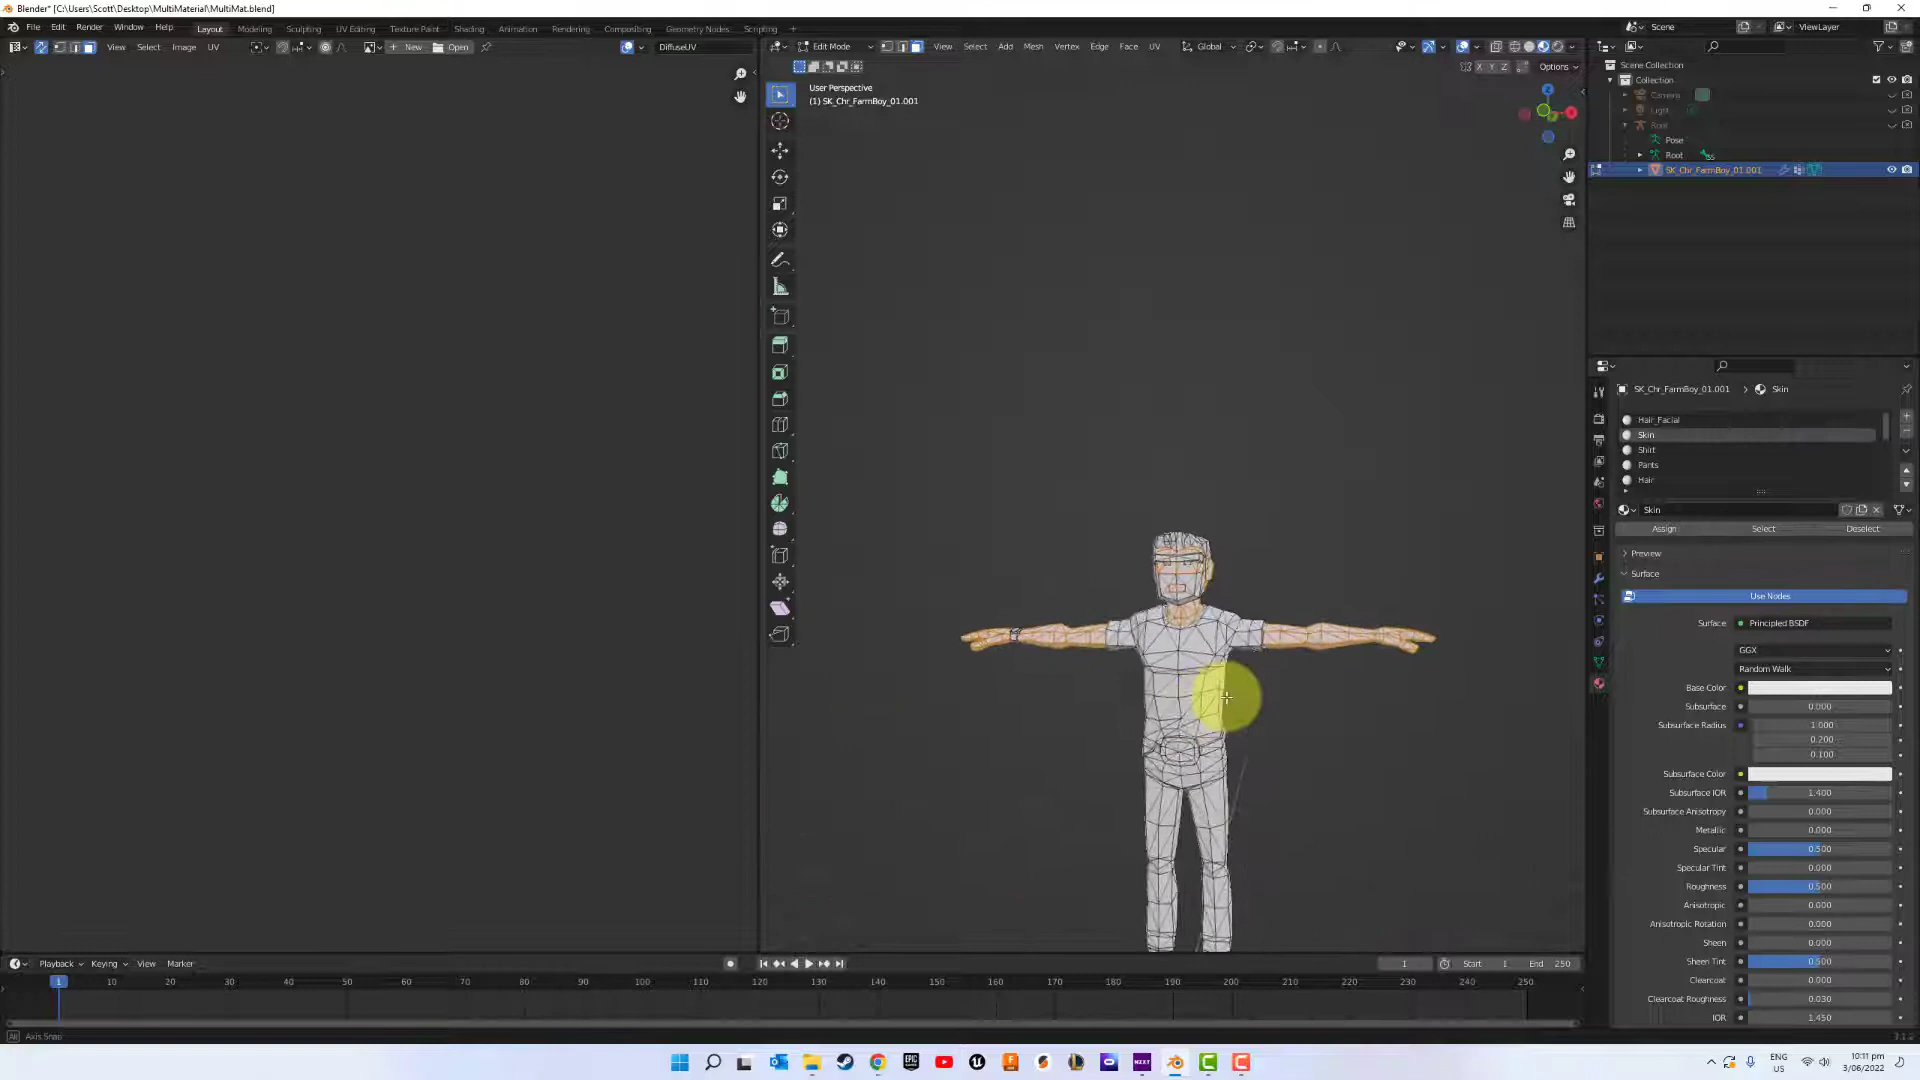 Blender* [C:\Users\Scott\Desktop\MultiMaterial\MultiMat.blend]
File Edit Render Window Help Layout Modeling Sculpting UV Editing Texture Paint Shading Animation Rendering Compositing Geometry Nodes Scripting Scene ViewLayer
View Select Image UV New Open DiffuseUV Edit Mode View Select Add Mesh Vertex Edge Face UV Global
X Y Z Options
User Perspective
(1) SK_Chr_FarmBoy_01.001
Z
X
Scene Collection
Collection
Camera
Light
Root
Pose
Root
SK_Chr_FarmBoy_01.001
SK_Chr_FarmBoy_01.001 Skin
Hair_Facial
Skin
Shirt
Pants
Hair
Skin
Assign Select Deselect
Preview
Surface
Use Nodes
Surface Principled BSDF
GGX
Random Walk
Base Color
Subsurface 0.000
Subsurface Radius 1.000
0.200
0.100
Subsurface Color
Subsurface IOR 1.400
Subsurface Anisotropy 0.000
Metallic 0.000
Specular 0.500
Specular Tint 0.000
Roughness 0.500
Anisotropic 0.000
Anisotropic Rotation 0.000
Sheen 0.000
Sheen Tint 0.500
Clearcoat 0.000
Clearcoat Roughness 0.030
IOR 1.450
Playback Keying View Marker 1 Start 1 End 250
1 10 20 30 40 50 60 70 80 90 100 110 120 130 140 150 160 170 180 190 200 210 220 230 240 250
Axis Snap
ENG
US
10:11 pm
3/06/2022